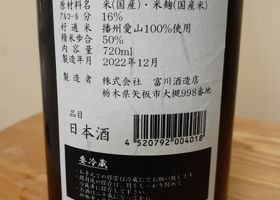 原材料名 米(国産)・米麹(国産米)
アルコール分 16%
好適米 播州愛山100%使用
精米歩合 50%
内容量 720ml
製造年月 2022年12月
製造者 株式会社 富川酒造店
栃木県矢板市大槻998番地
品目
日本酒
4 520792 004018
要冷蔵